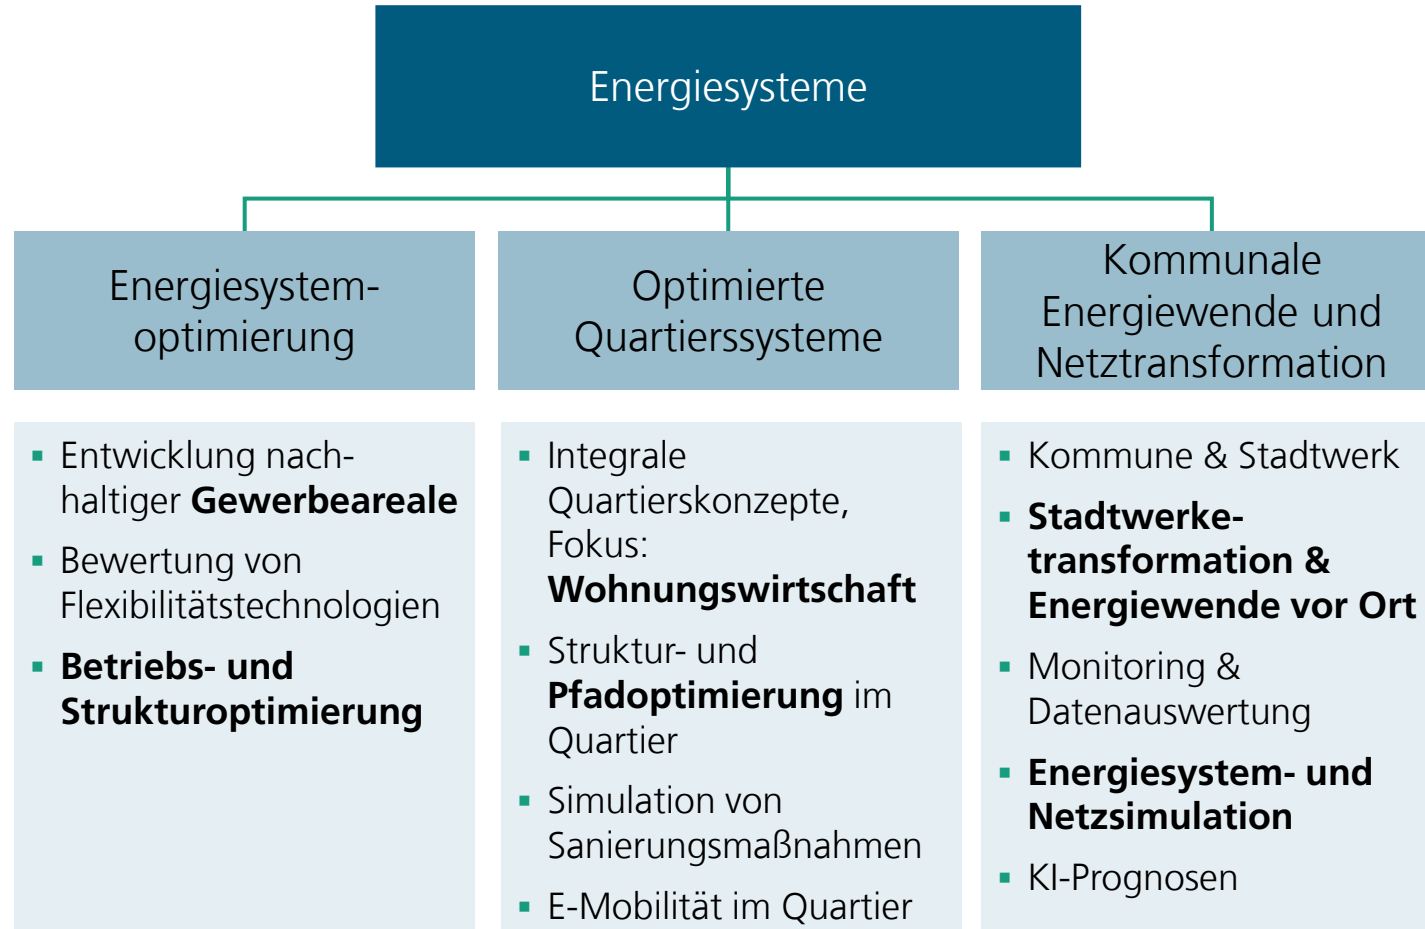 Energiesysteme
Energiesystem-
optimierung
▪ Entwicklung nach-
haltiger Gewerbeareale
▪ Bewertung von
Flexibilitätstechnologien
▪ Betriebs- und
Strukturoptimierung
Optimierte
Quartierssysteme
▪ Integrale
Quartierskonzepte,
Fokus:
Wohnungswirtschaft
▪ Struktur- und
Pfadoptimierung im
Quartier
▪ Simulation von
Sanierungsmaßnahmen
▪ E-Mobilität im Quartier
Kommunale
Energiewende und
Netztransformation
▪ Kommune & Stadtwerk
▪ Stadtwerke-
transformation &
Energiewende vor Ort
▪ Monitoring &
Datenauswertung
▪ Energiesystem- und
Netzsimulation
▪ KI-Prognosen